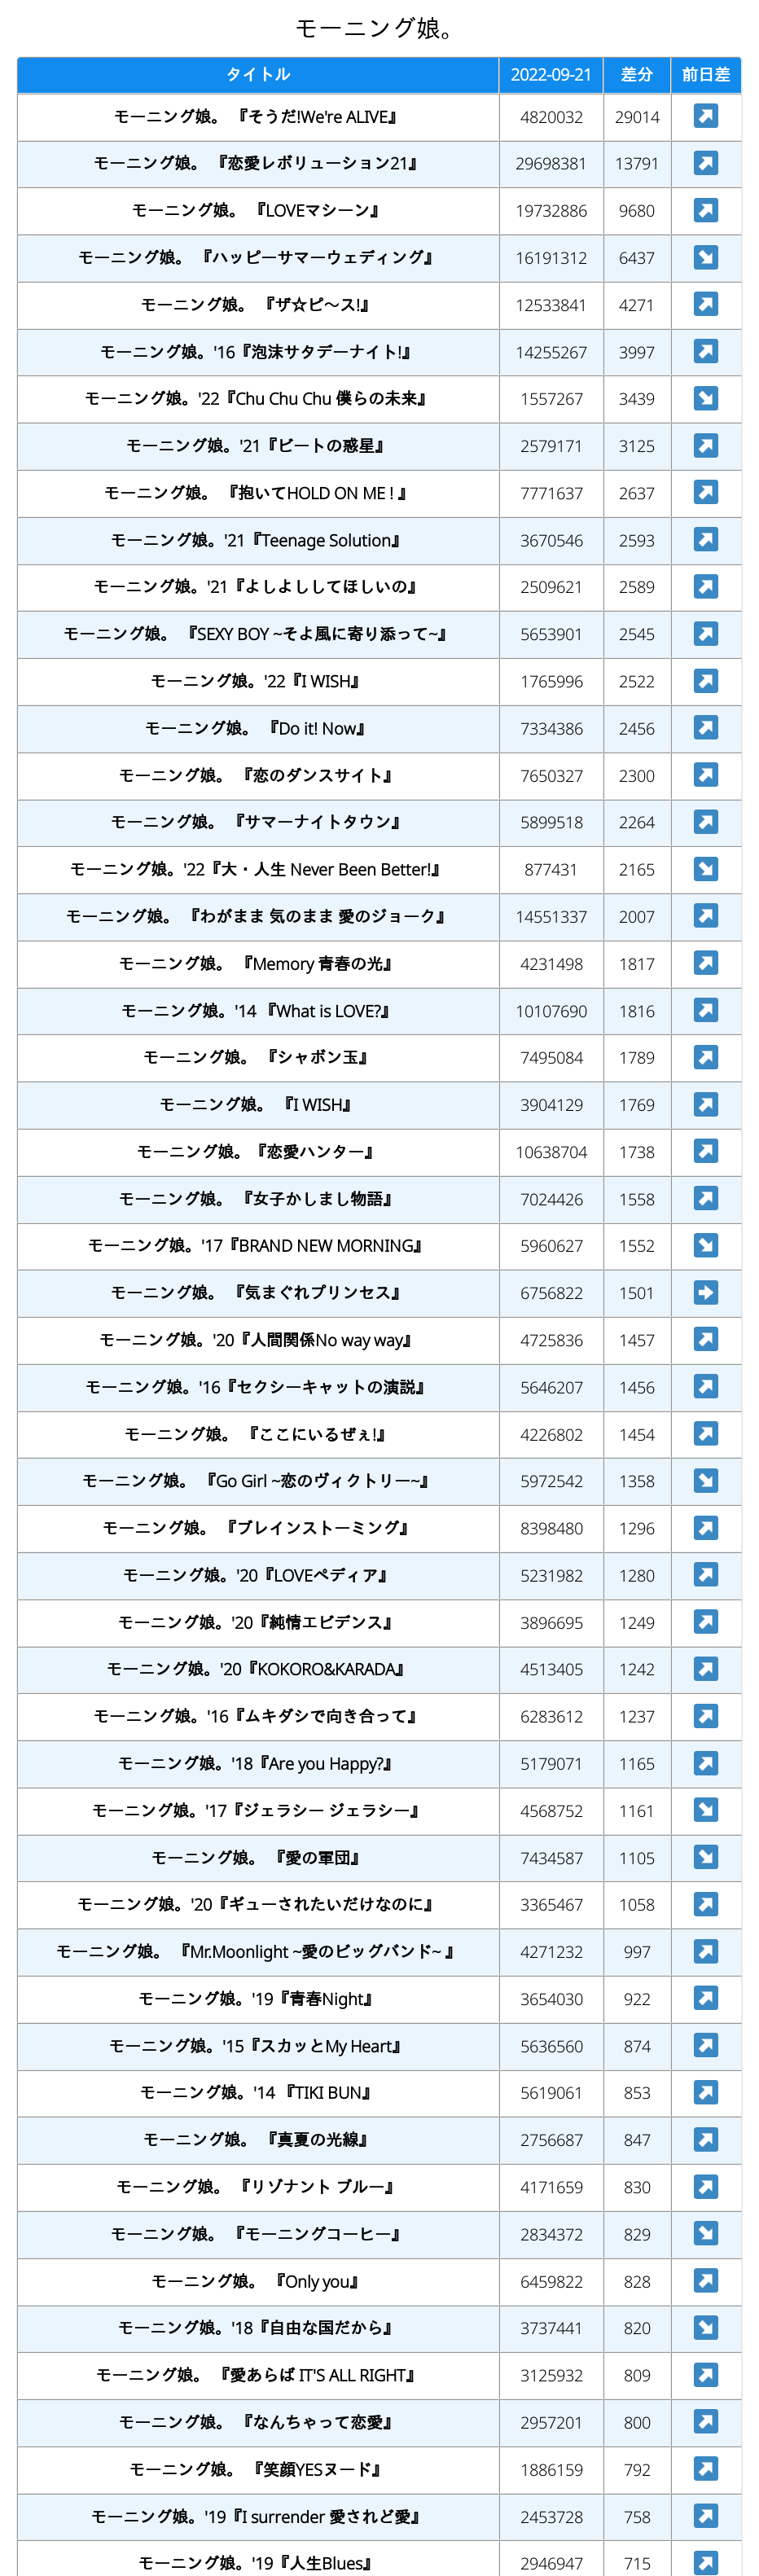 モーニング娘。
タイトル 2022-09-21 差分 前日差
モーニング娘。 『そうだ!We're ALIVE』 4820032 29014
モーニング娘。 『恋愛レボリューション21』 29698381 13791
モーニング娘。 『LOVEマシーン』 19732886 9680
モーニング娘。 『ハッピーサマーウェディング』 16191312 6437
モーニング娘。 『ザ☆ピ〜ス!』 12533841 4271
モーニング娘。'16『泡沫サタデーナイト!』 14255267 3997
モーニング娘。'22『Chu Chu Chu 僕らの未来』 1557267 3439
モーニング娘。'21『ビートの惑星』 2579171 3125
モーニング娘。 『抱いてHOLD ON ME ! 』 7771637 2637
モーニング娘。'21『Teenage Solution』 3670546 2593
モーニング娘。'21『よしよししてほしいの』 2509621 2589
モーニング娘。 『SEXY BOY ~そよ風に寄り添って~』 5653901 2545
モーニング娘。'22『I WISH』 1765996 2522
モーニング娘。 『Do it! Now』 7334386 2456
モーニング娘。 『恋のダンスサイト』 7650327 2300
モーニング娘。 『サマーナイトタウン』 5899518 2264
モーニング娘。'22『大・人生 Never Been Better!』 877431 2165
モーニング娘。 『わがまま 気のまま 愛のジョーク』 14551337 2007
モーニング娘。 『Memory 青春の光』 4231498 1817
モーニング娘。'14 『What is LOVE?』 10107690 1816
モーニング娘。 『シャボン玉』 7495084 1789
モーニング娘。 『I WISH』 3904129 1769
モーニング娘。『恋愛ハンター』 10638704 1738
モーニング娘。 『女子かしまし物語』 7024426 1558
モーニング娘。'17『BRAND NEW MORNING』 5960627 1552
モーニング娘。 『気まぐれプリンセス』 6756822 1501
モーニング娘。'20『人間関係No way way』 4725836 1457
モーニング娘。'16『セクシーキャットの演説』 5646207 1456
モーニング娘。 『ここにいるぜぇ!』 4226802 1454
モーニング娘。 『Go Girl ~恋のヴィクトリー~』 5972542 1358
モーニング娘。 『ブレインストーミング』 8398480 1296
モーニング娘。'20『LOVEペディア』 5231982 1280
モーニング娘。'20『純情エビデンス』 3896695 1249
モーニング娘。'20『KOKORO&KARADA』 4513405 1242
モーニング娘。'16『ムキダシで向き合って』 6283612 1237
モーニング娘。'18『Are you Happy?』 5179071 1165
モーニング娘。'17『ジェラシー ジェラシー』 4568752 1161
モーニング娘。 『愛の軍団』 7434587 1105
モーニング娘。'20『ギューされたいだけなのに』 3365467 1058
モーニング娘。 『Mr.Moonlight ~愛のビッグバンド~ 』 4271232 997
モーニング娘。'19『青春Night』 3654030 922
モーニング娘。'15『スカッとMy Heart』 5636560 874
モーニング娘。'14 『TIKI BUN』 5619061 853
モーニング娘。 『真夏の光線』 2756687 847
モーニング娘。 『リゾナント ブルー』 4171659 830
モーニング娘。 『モーニングコーヒー』 2834372 829
モーニング娘。 『Only you』 6459822 828
モーニング娘。'18『自由な国だから』 3737441 820
モーニング娘。 『愛あらば IT'S ALL RIGHT』 3125932 809
モーニング娘。 『なんちゃって恋愛』 2957201 800
モーニング娘。 『笑顔YESヌード』 1886159 792
モーニング娘。'19『I surrender 愛されど愛』 2453728 758
モーニング娘。'19『人生Blues』 2946947 715